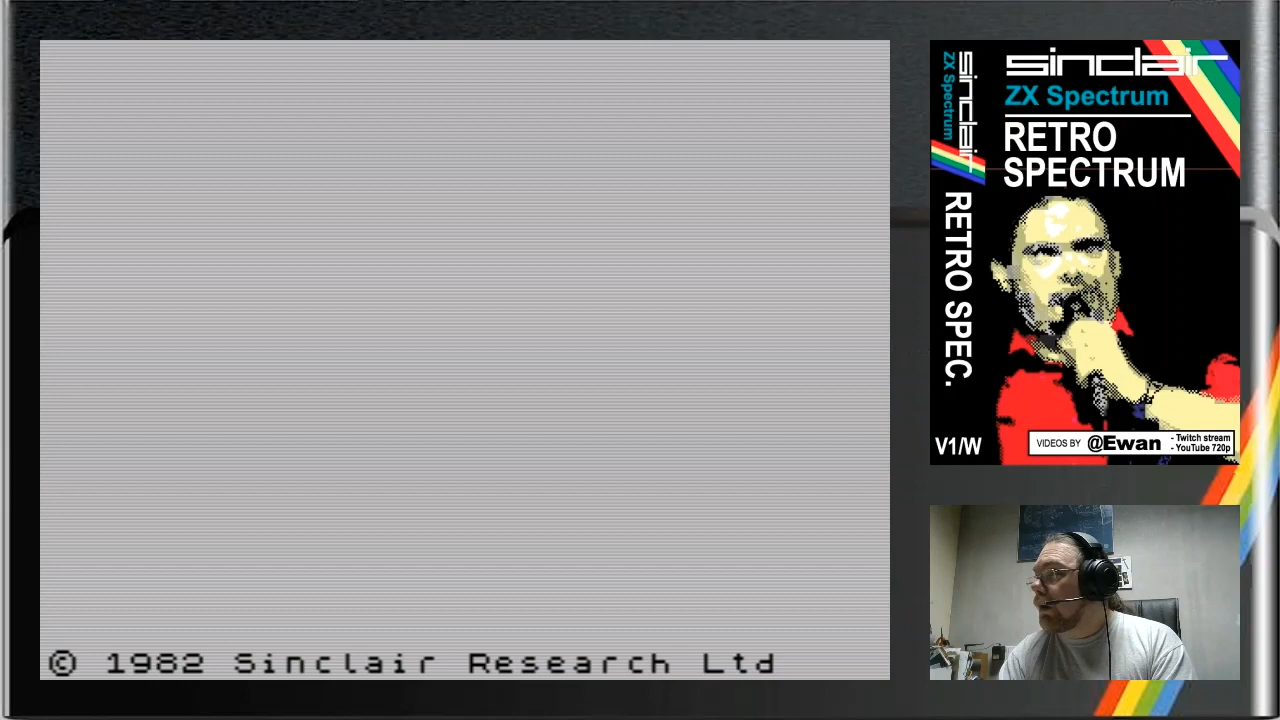 © 1982 Sinclair Research Ltd
sinclair
ZX Spectrum
RETRO SPEC.
V1/W
sinclair
ZX Spectrum
RETRO
SPECTRUM
VIDEOS BY @Ewan
- Twitch stream
- YouTube 720p